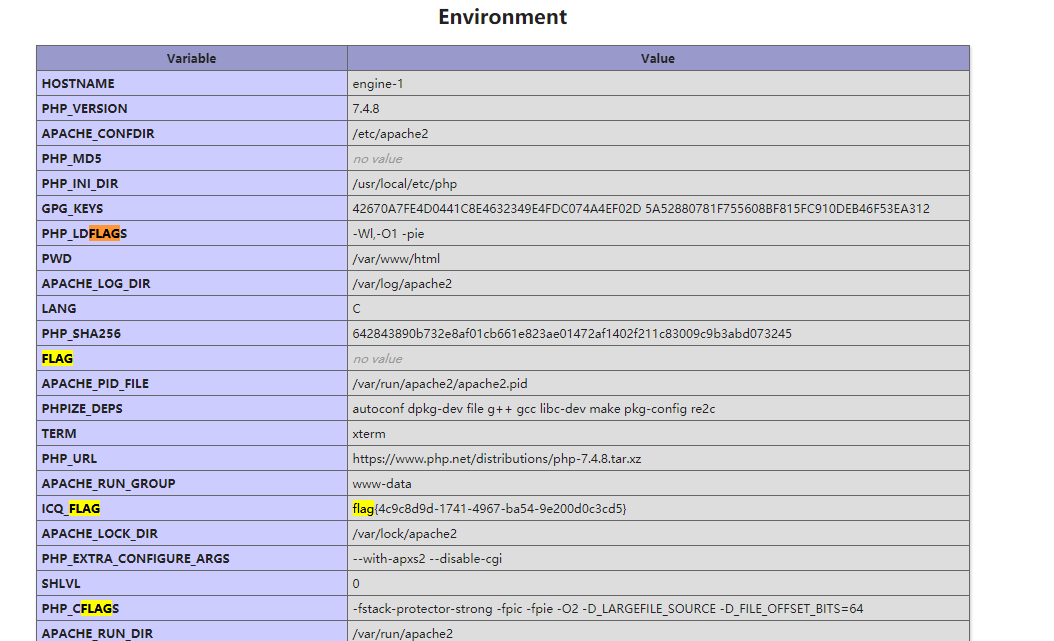 Environment
Variable Value
HOSTNAME engine-1
PHP_VERSION 7.4.8
APACHE_CONFDIR /etc/apache2
PHP_MD5 no value
PHP_INI_DIR /usr/local/etc/php
GPG_KEYS 42670A7FE4D0441C8E4632349E4FDC074A4EF02D 5A52880781F755608BF815FC910DEB46F53EA312
PHP_LDFLAGS -Wl,-O1 -pie
PWD /var/www/html
APACHE_LOG_DIR /var/log/apache2
LANG C
PHP_SHA256 642843890b732e8af01cb661e823ae01472af1402f211c83009c9b3abd073245
FLAG no value
APACHE_PID_FILE /var/run/apache2/apache2.pid
PHPIZE_DEPS autoconf dpkg-dev file g++ gcc libc-dev make pkg-config re2c
TERM xterm
PHP_URL https://www.php.net/distributions/php-7.4.8.tar.xz
APACHE_RUN_GROUP www-data
ICQ_FLAG flag{4c9c8d9d-1741-4967-ba54-9e200d0c3cd5}
APACHE_LOCK_DIR /var/lock/apache2
PHP_EXTRA_CONFIGURE_ARGS --with-apxs2 --disable-cgi
SHLVL 0
PHP_CFLAGS -fstack-protector-strong -fpic -fpie -O2 -D_LARGEFILE_SOURCE -D_FILE_OFFSET_BITS=64
APACHE_RUN_DIR /var/run/apache2